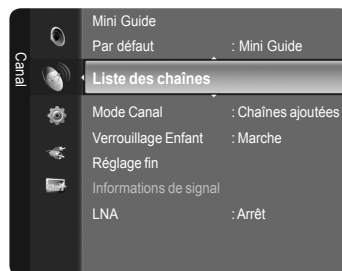 Canal
Mini Guide
Par défaut : Mini Guide
Liste des chaînes
Mode Canal : Chaînes ajoutées
Verrouillage Enfant : Marche
Réglage fin
Informations de signal
LNA : Arrêt